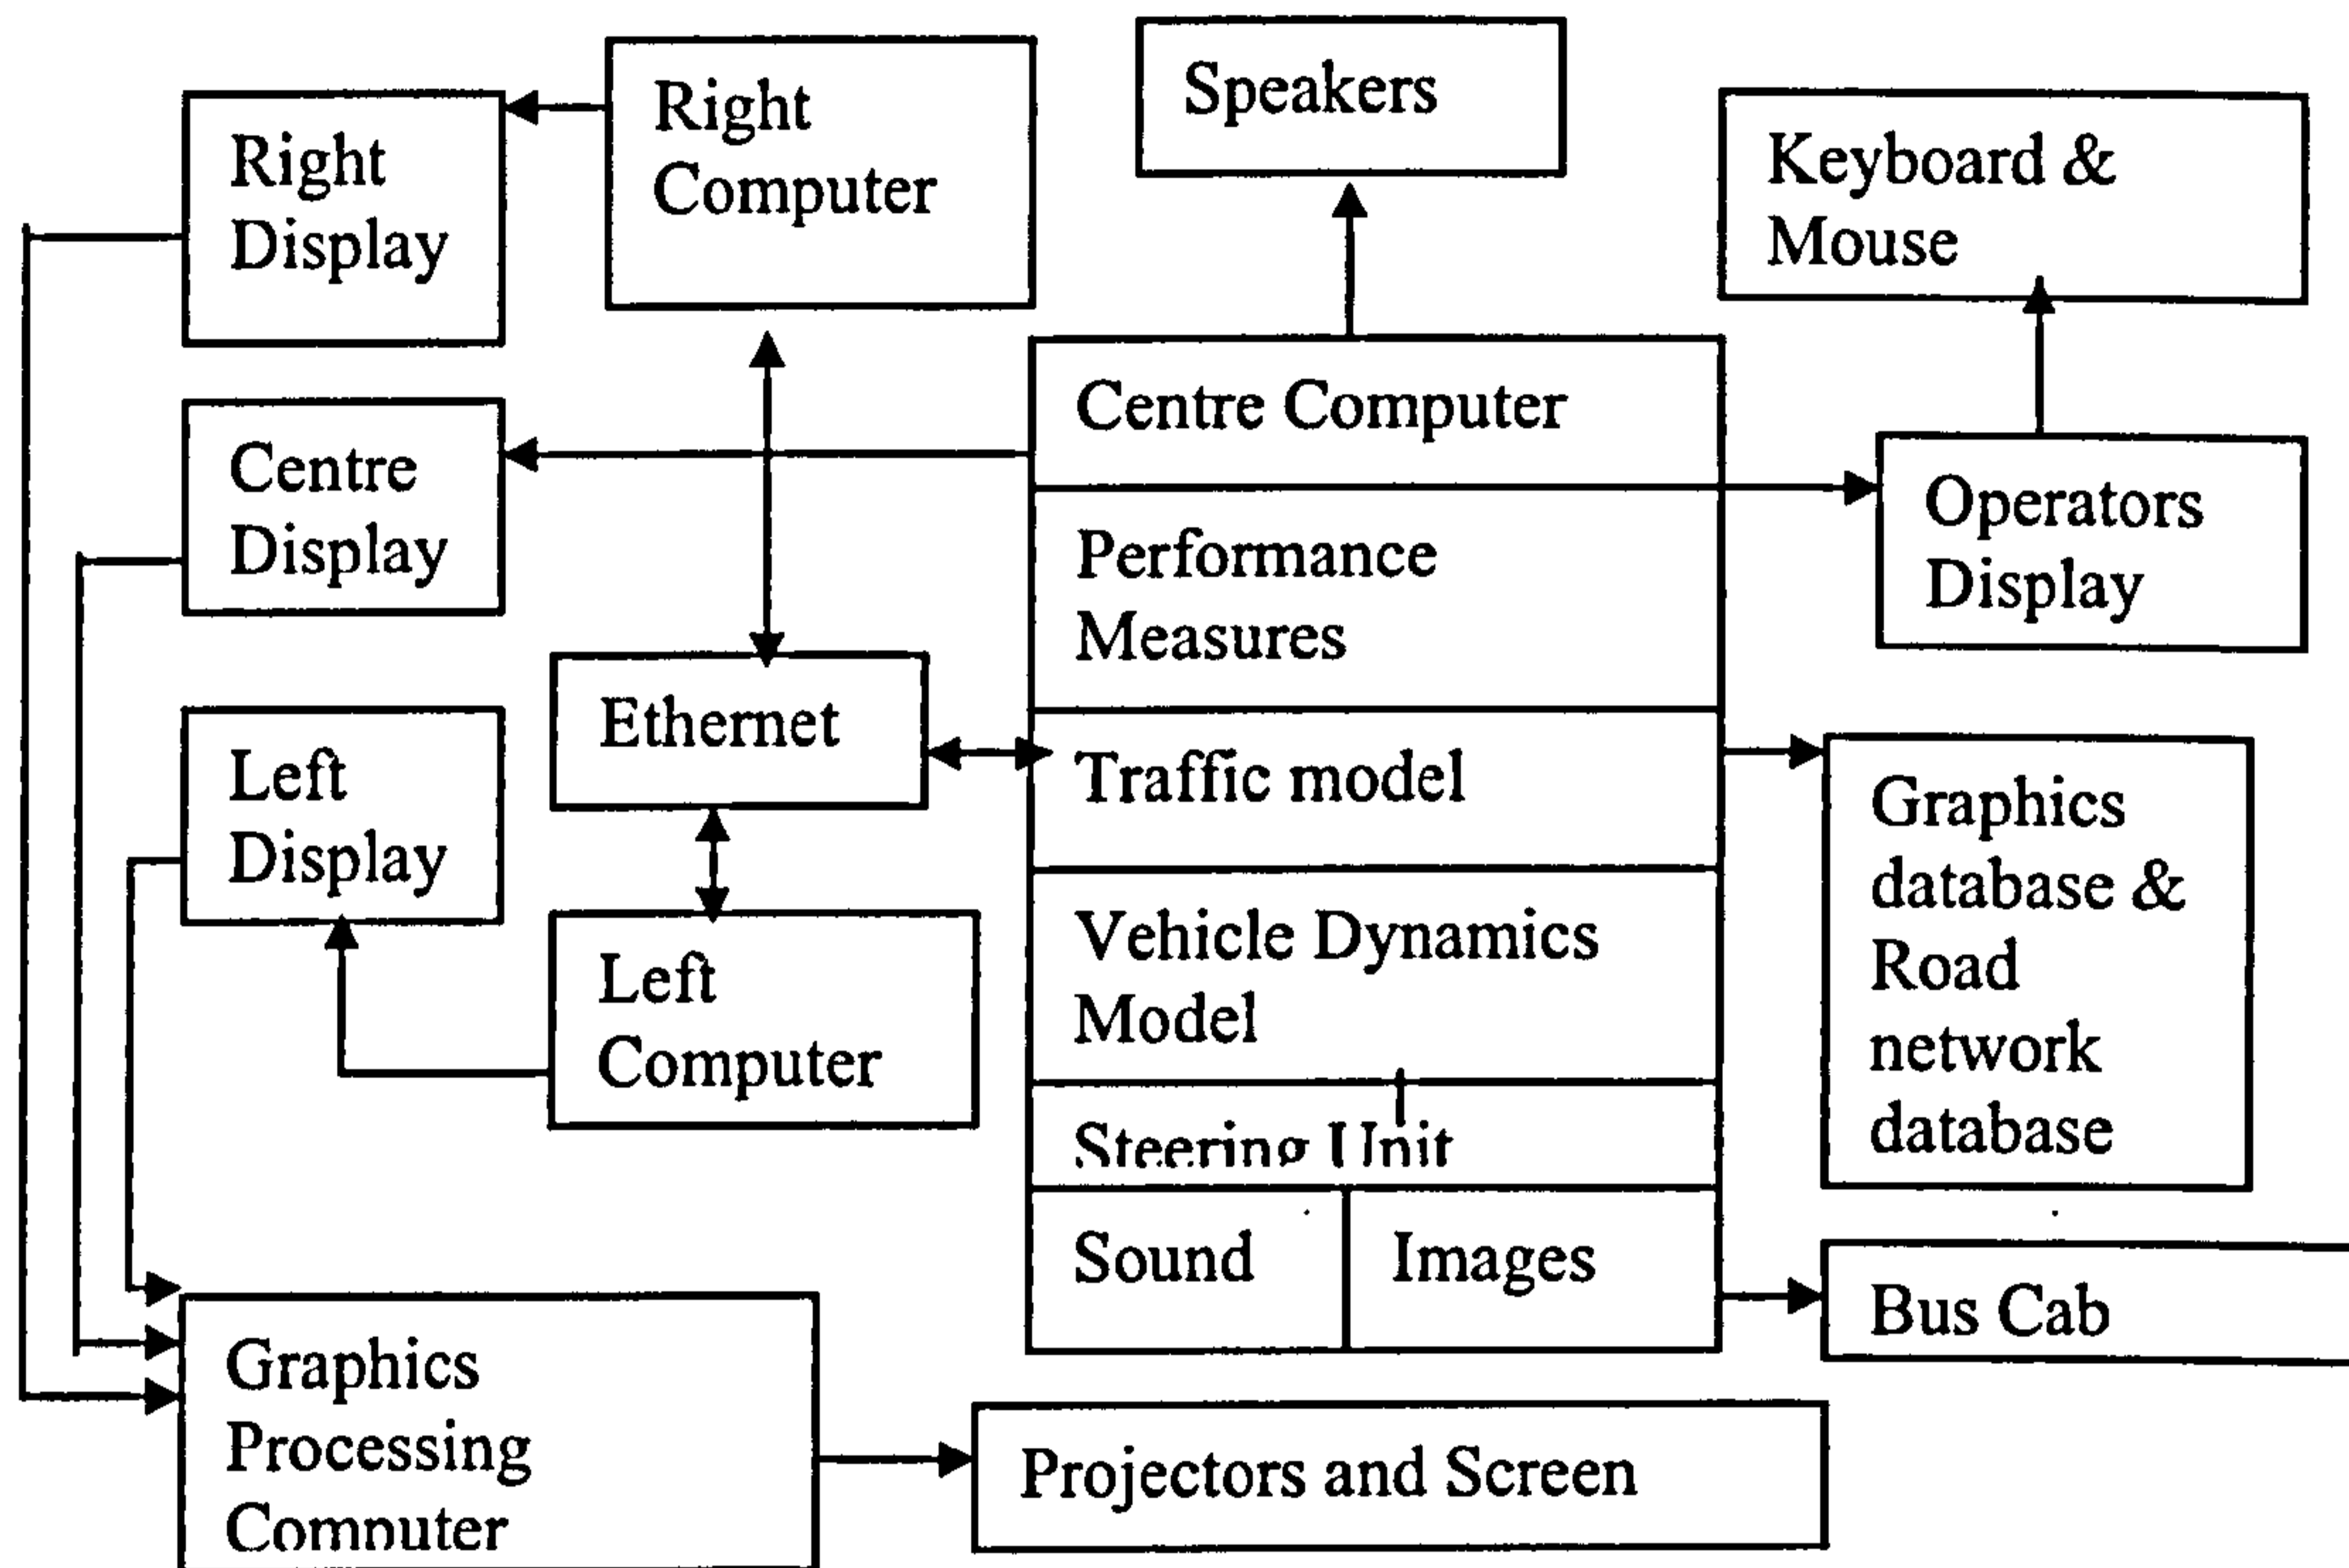 Right
Display
Right
Computer
Speakers
Keyboard &
Mouse
Centre
Display
Centre Computer
Performance
Measures
Operators
Display
Left
Display
Ethernet
Traffic model
Graphics
database &
Road
network
database
Left
Computer
Vehicle Dynamics
Model
Steering Unit
Sound
Images
Bus Cab
Graphics
Processing
Computer
Projectors and Screen